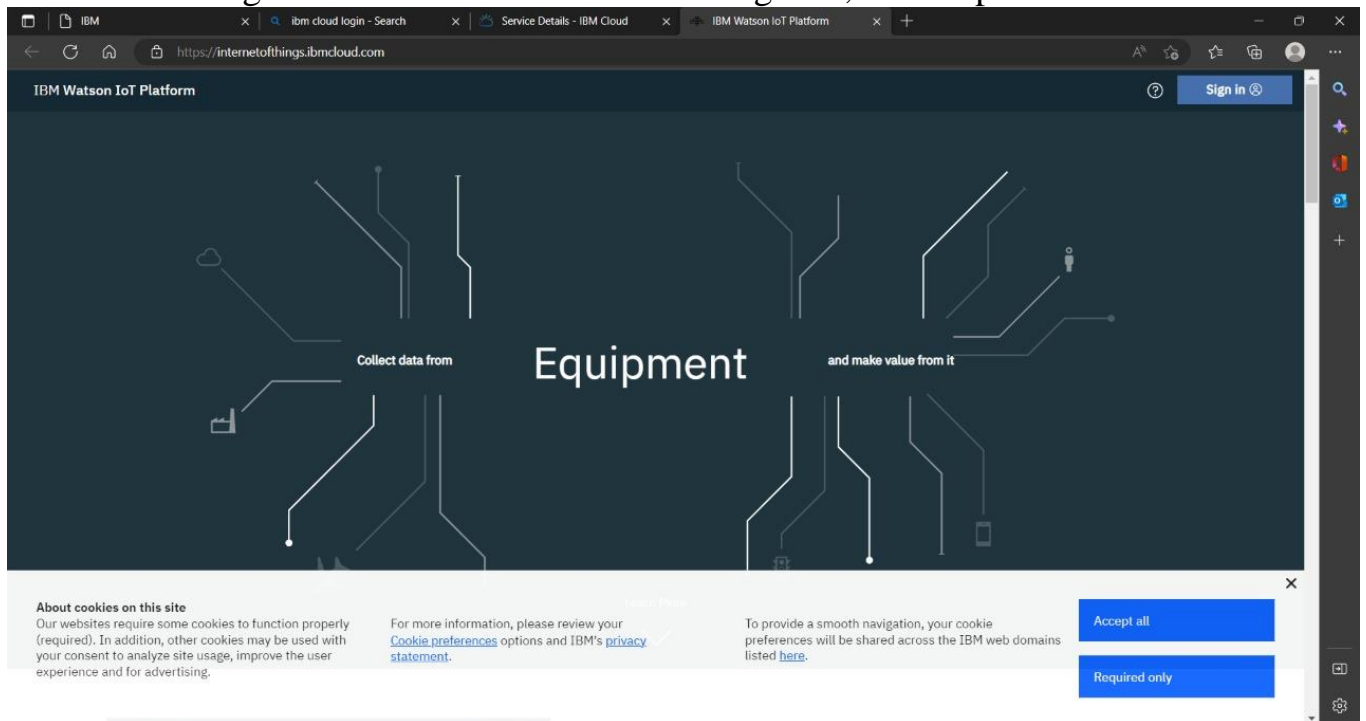 IBM
ibm cloud login - Search
Service Details - IBM Cloud
IBM Watson IoT Platform
https://internetofthings.ibmcloud.com
IBM Watson IoT Platform
Sign in
Collect data from
Equipment
and make value from it
About cookies on this site
Our websites require some cookies to function properly
(required). In addition, other cookies may be used with
your consent to analyze site usage, improve the user
experience and for advertising.
For more information, please review your
Cookie preferences options and IBM's privacy
statement.
To provide a smooth navigation, your cookie
preferences will be shared across the IBM web domains
listed here.
Accept all
Required only